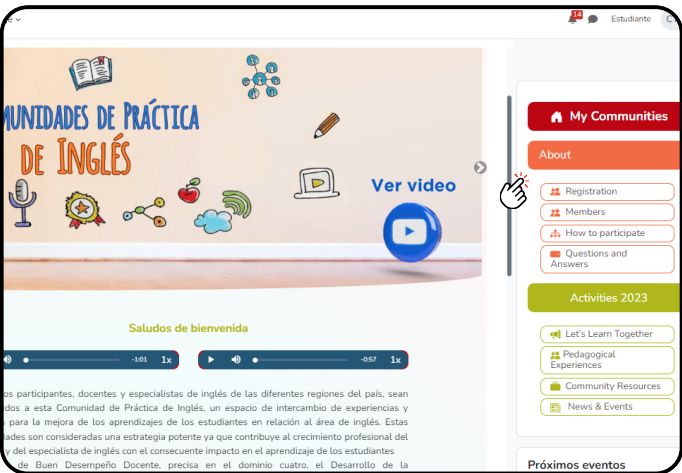 14
Estudiante
MUNIDADES DE PRÁCTICA
DE INGLÉS
Ver video
My Communities
About
Registration
Members
How to participate
Questions and
Answers
Activities 2023
Let's Learn Together
Pedagogical
Experiences
Community Resources
News & Events
Próximos eventos
Saludos de bienvenida
-1:01 1x
-0:57 1x
os participantes, docentes y especialistas de inglés de las diferentes regiones del país, sean
dos a esta Comunidad de Práctica de Inglés, un espacio de intercambio de experiencias y
para la mejora de los aprendizajes de los estudiantes en relación al área de inglés. Estas
dades son consideradas una estrategia potente ya que contribuye al crecimiento profesional del
y del especialista de inglés con el consecuente impacto en el aprendizaje de los estudiantes
de Buen Desempeño Docente, precisa en el dominio cuatro, el Desarrollo de la